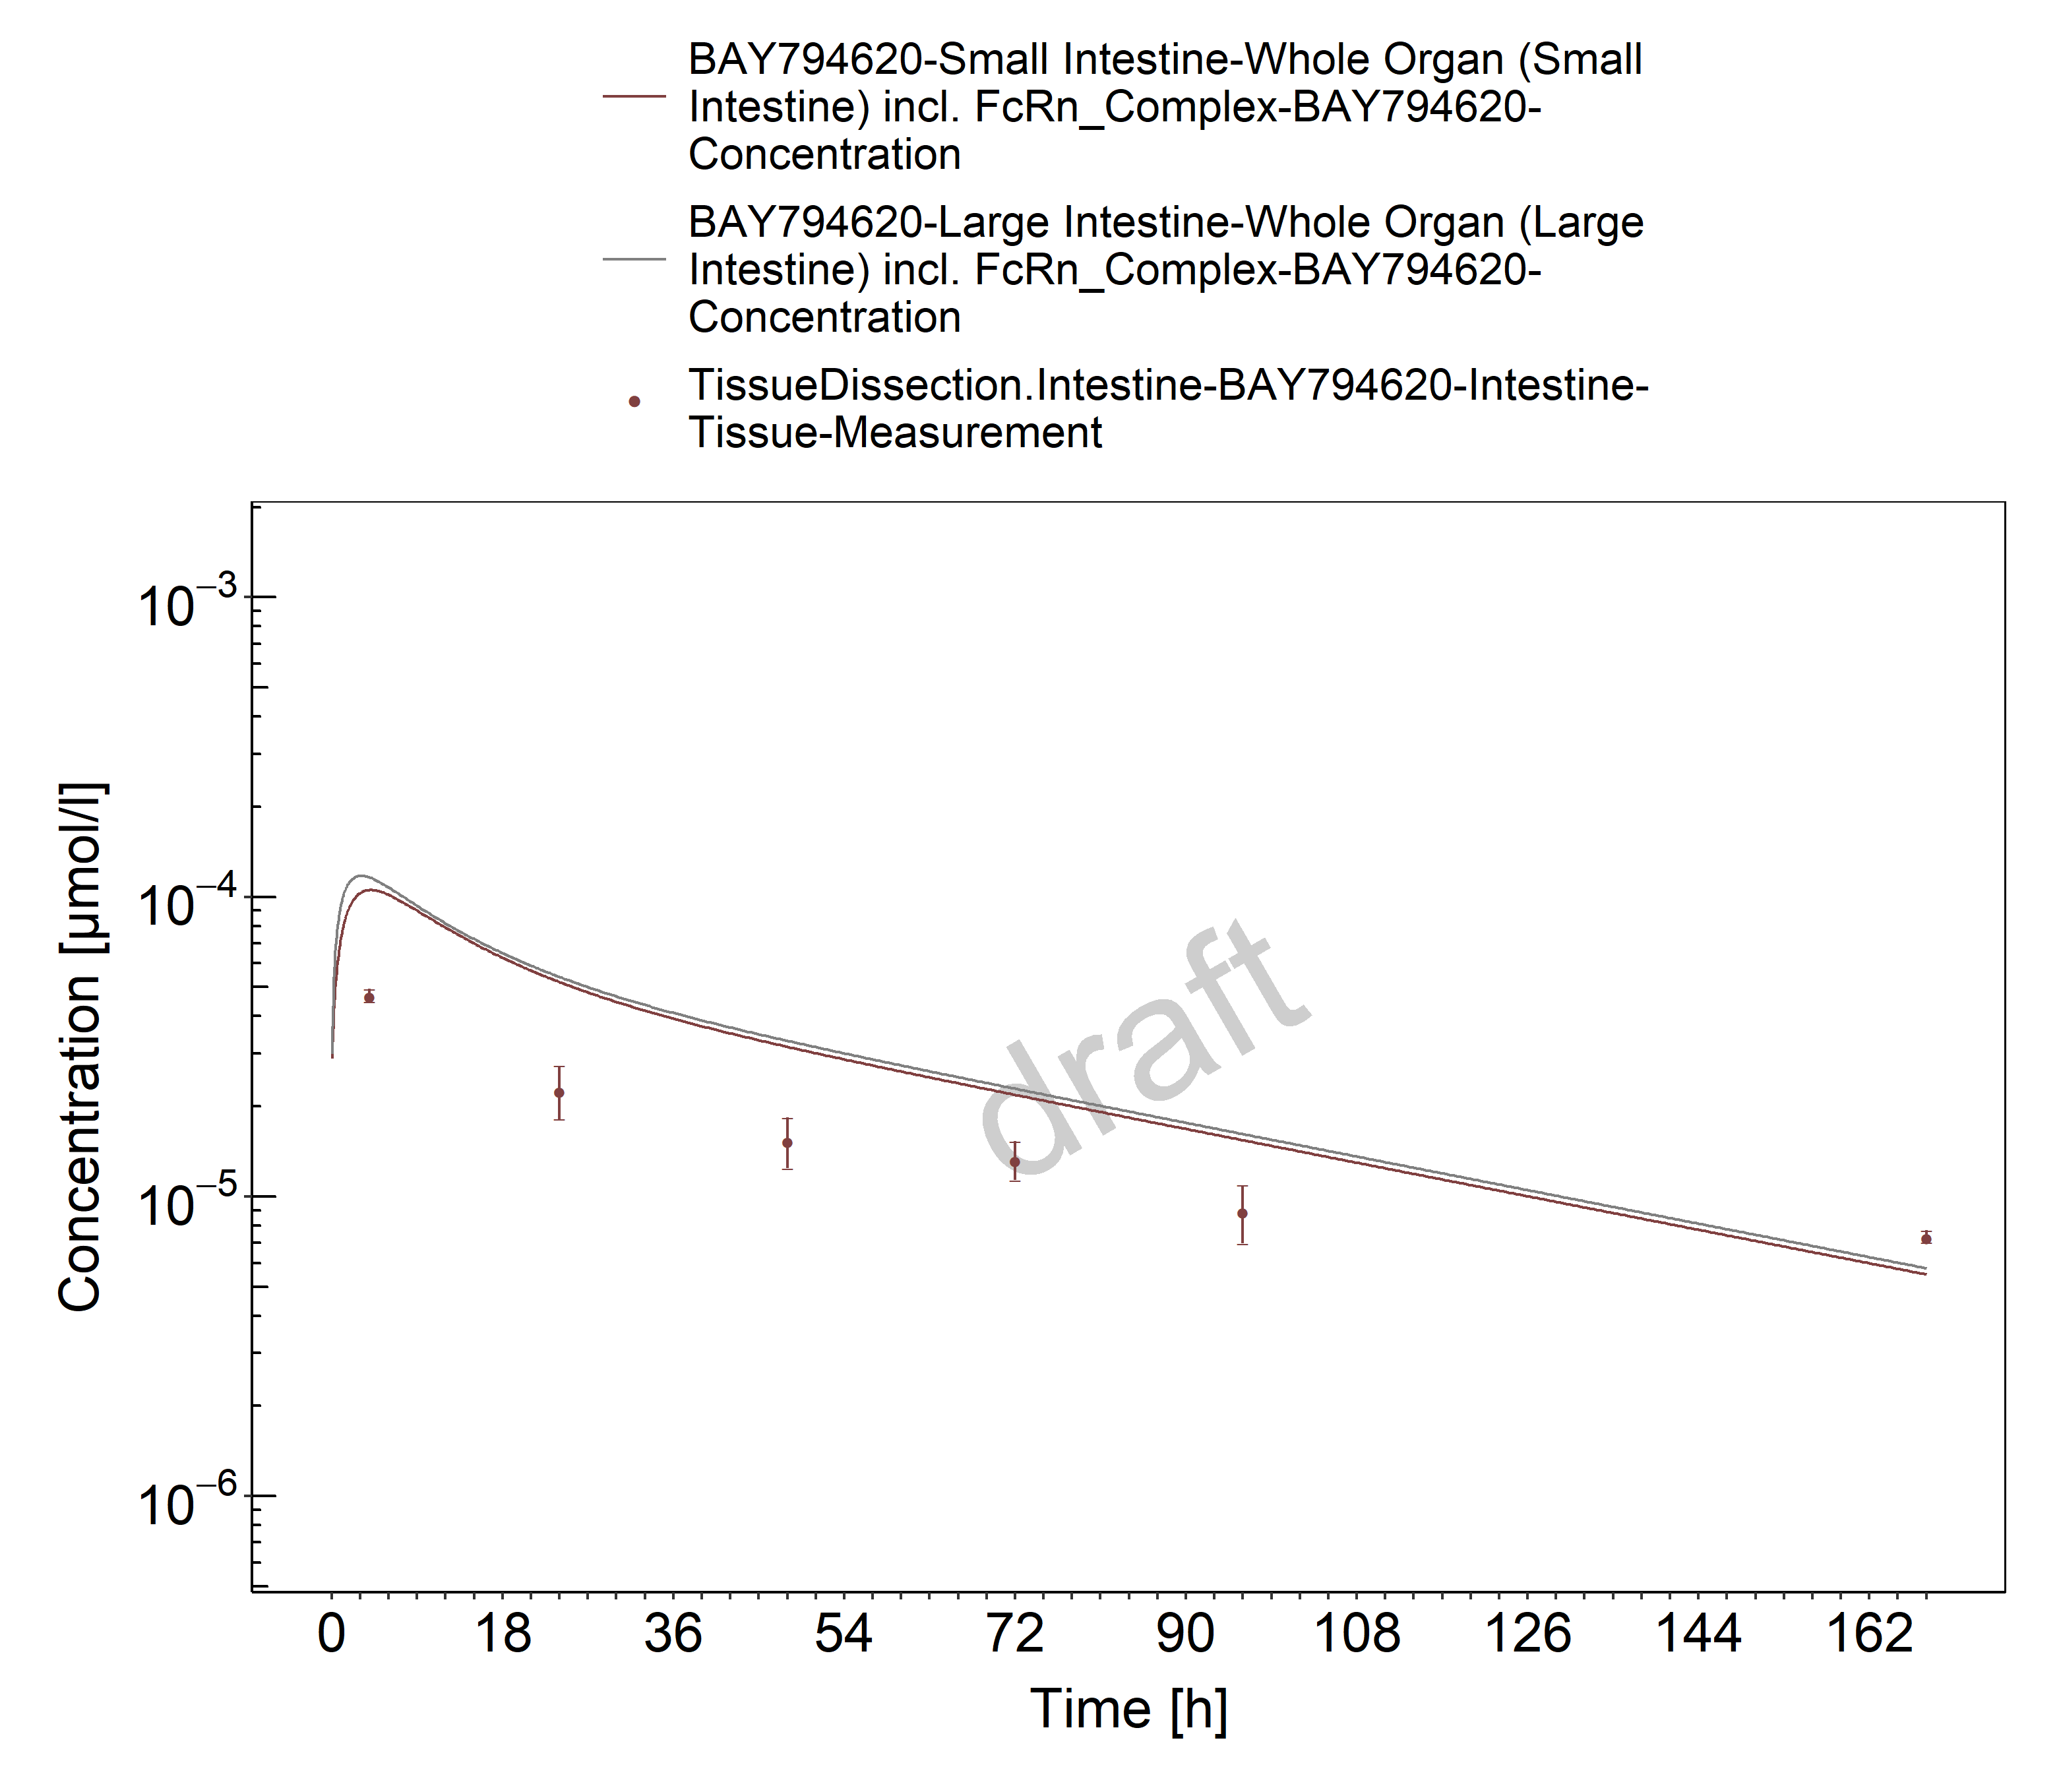 BAY794620-Small Intestine-Whole Organ (Small
Intestine) incl. FcRn_Complex-BAY794620-
Concentration
BAY794620-Large Intestine-Whole Organ (Large
Intestine) incl. FcRn_Complex-BAY794620-
Concentration
TissueDissection.Intestine-BAY794620-Intestine-
Tissue-Measurement
10⁻³
10⁻⁴
10⁻⁵
10⁻⁶
Concentration [µmol/l]
draft
0 18 36 54 72 90 108 126 144 162
Time [h]